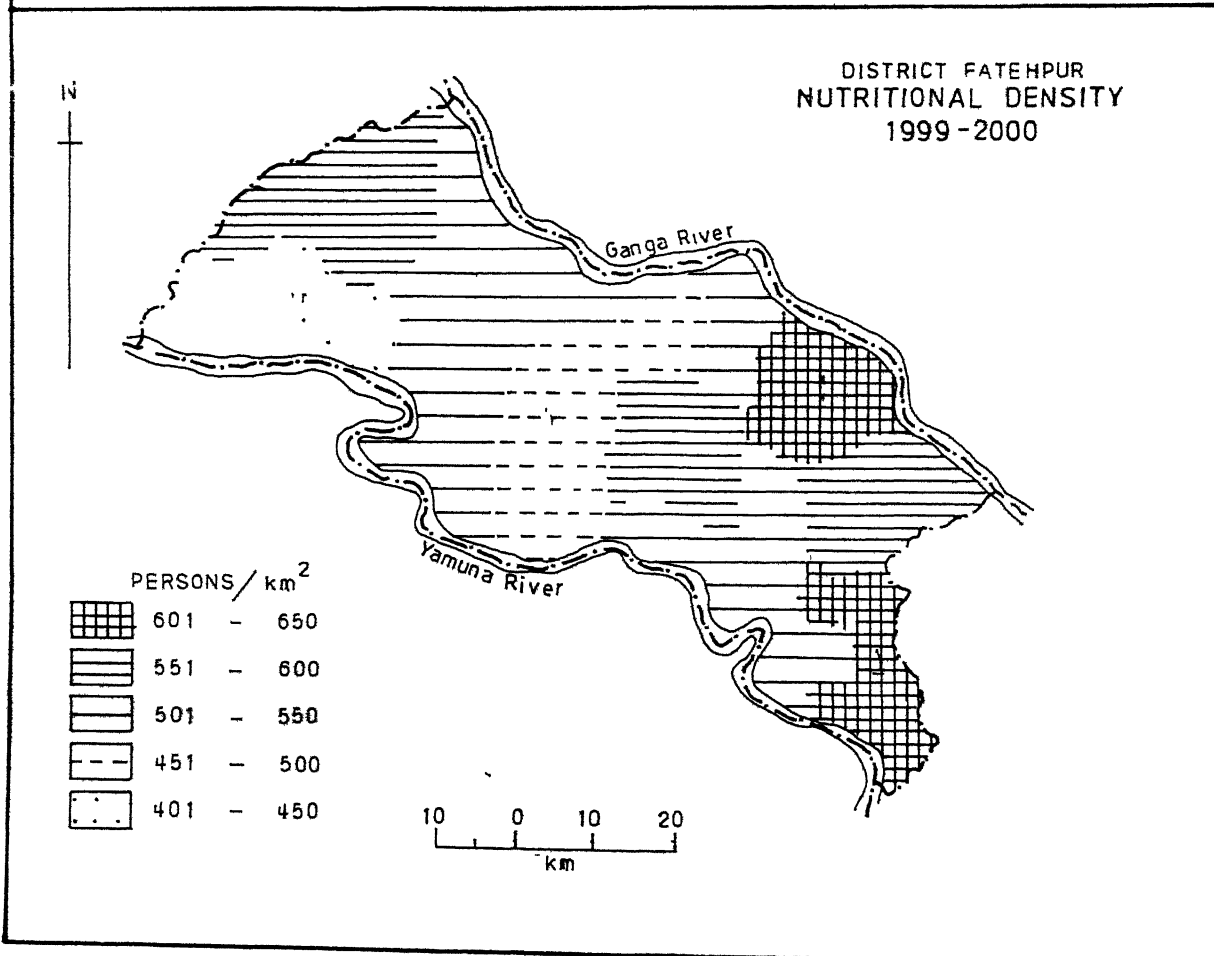 DISTRICT FATEHPUR
NUTRITIONAL DENSITY
1999-2000
N
Ganga River
Yamuna River
PERSONS / km²
601 - 650
551 - 600
501 - 550
451 - 500
401 - 450
10 0 10 20
km